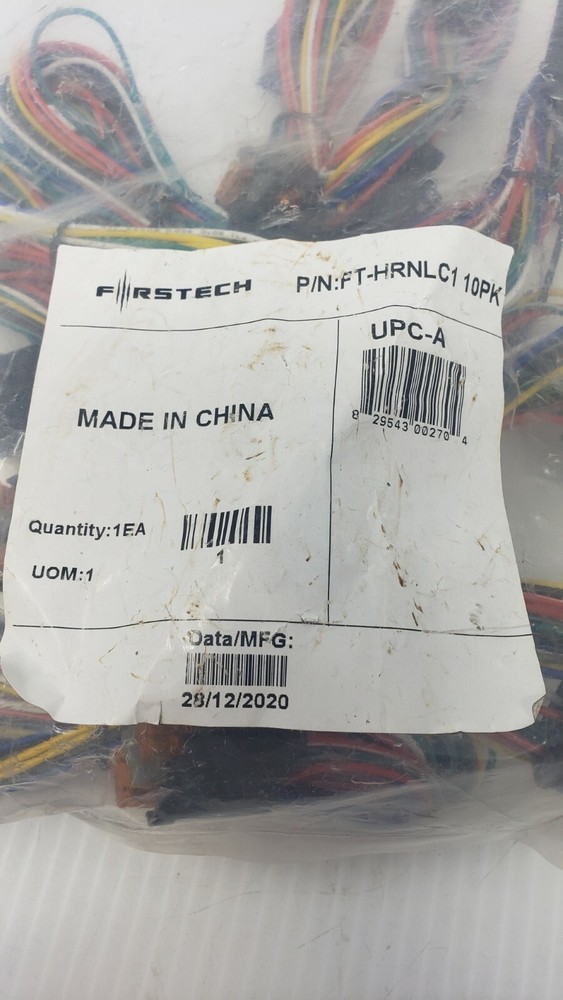 FIRSTECH
P/N:FT-HRNLC1 10PK
UPC-A
8 29543 00270 4
MADE IN CHINA
Quantity:1EA
1
UOM:1
Data/MFG:
28/12/2020